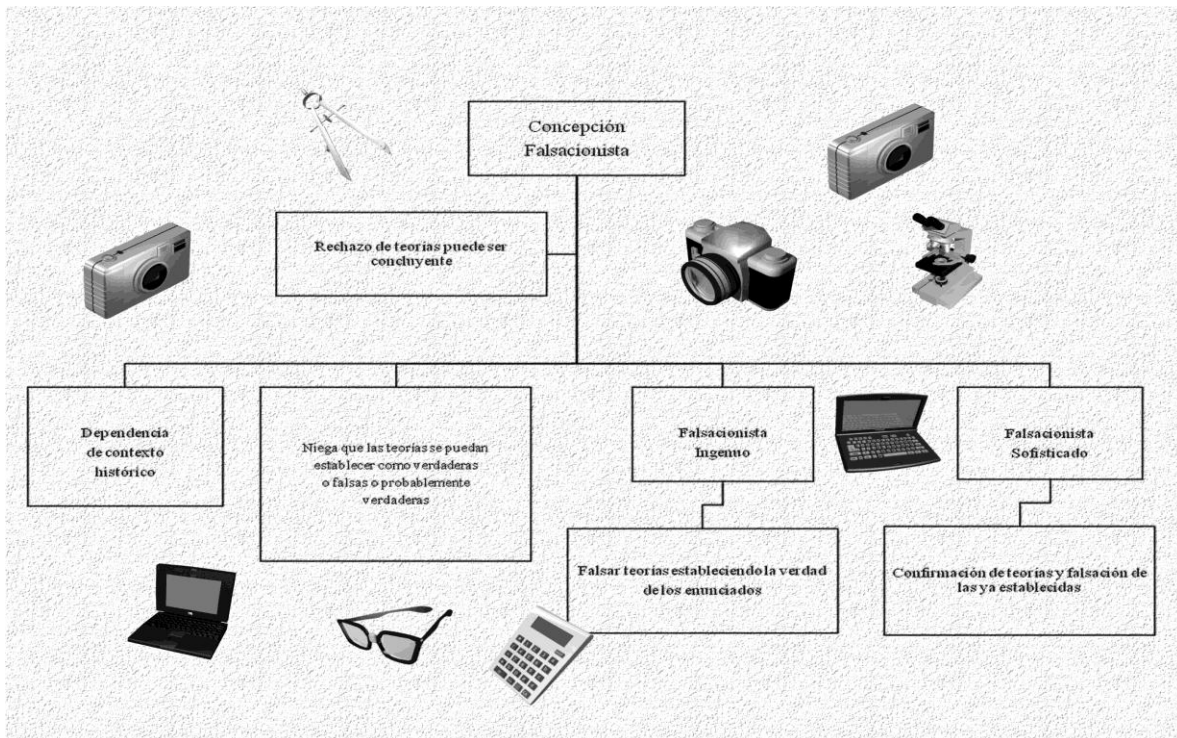 Concepción
Falsacionista
Rechazo de teorías puede ser
concluyente
Dependencia
de contexto
histórico
Niega que las teorías se puedan
establecer como verdaderas
o falsas o probablemente
verdaderas
Falsacionista
Ingenuo
Falsacionista
Sofisticado
Falsar teorías estableciendo la verdad
de los enunciados
Confirmación de teorías y falsación de
las ya establecidas